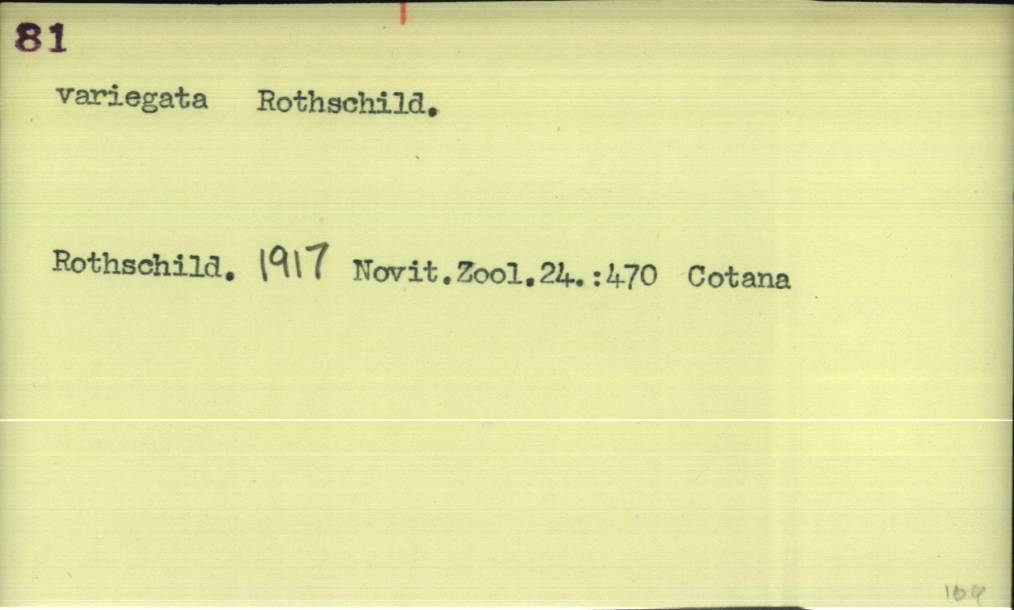 81
variegata Rothschild.
Rothschild. 1917 Novit.Zool.24.:470 Cotana